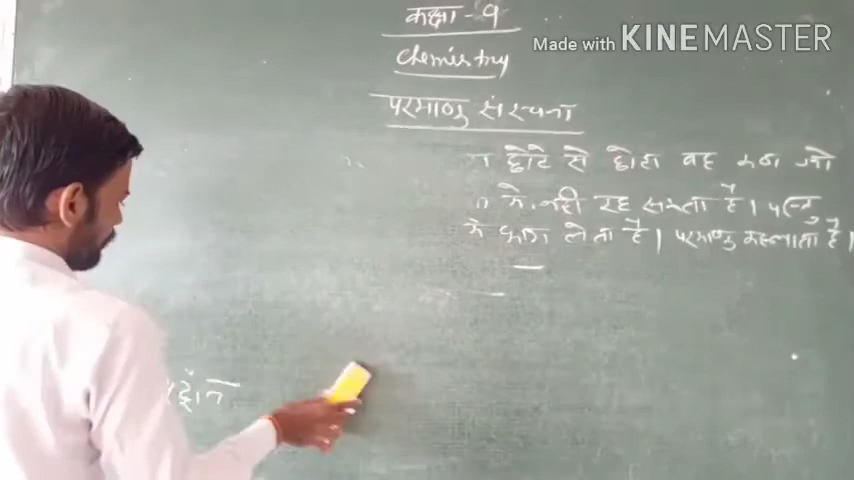 कक्षा - 9
Made with KINEMASTER
Chemistry
परमाणु संरचना
छोटे से छोटा वह कण जो
में नही रह सकता है। परन्तु
में भाग लेता है। परमाणु कहलाता है।